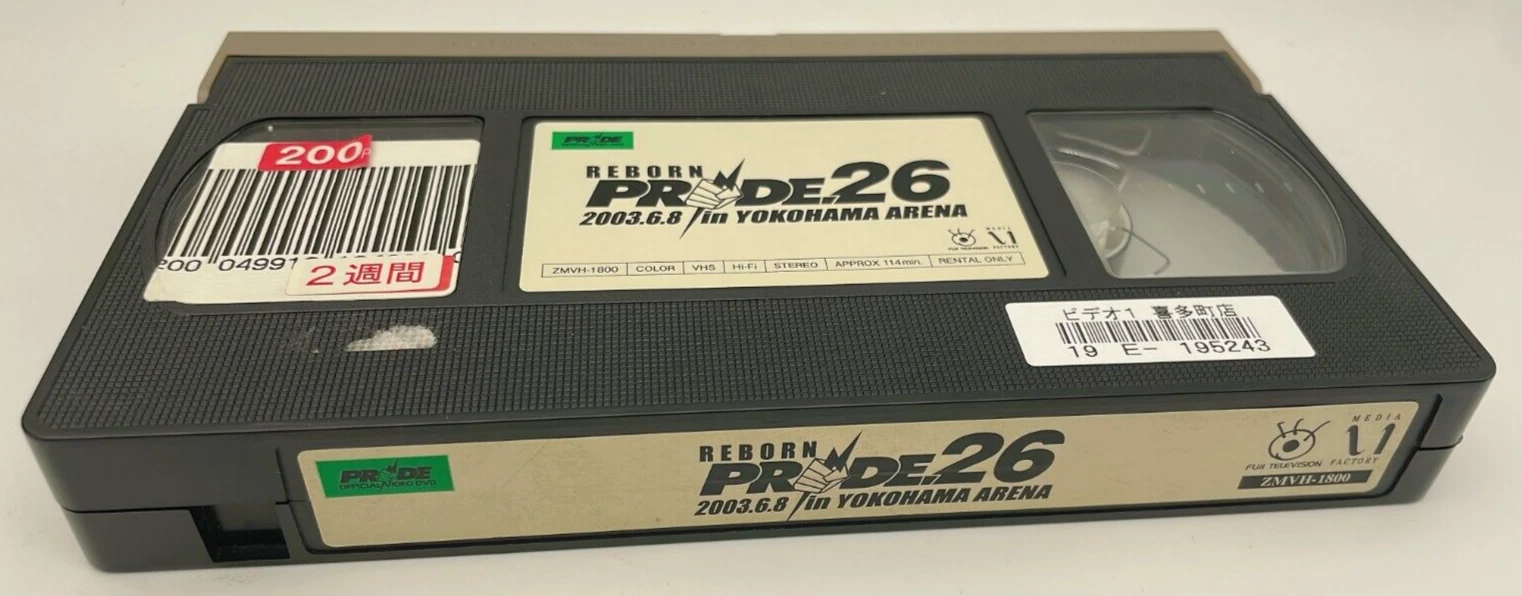 200P
2週間
PRIDE
REBORN
PRIDE.26
2003.6.8 in YOKOHAMA ARENA
FUJI TELEVISION
MEDIA
FACTORY
ZMVH-1800 COLOR VHS Hi-Fi STEREO APPROX 114min. RENTAL ONLY
ビデオ1 喜多町店
19 E- 195243
PRIDE
OFFICIAL VIDEO DVD
REBORN
PRIDE.26
2003.6.8 in YOKOHAMA ARENA
FUJI TELEVISION
MEDIA
FACTORY
ZMVH-1800